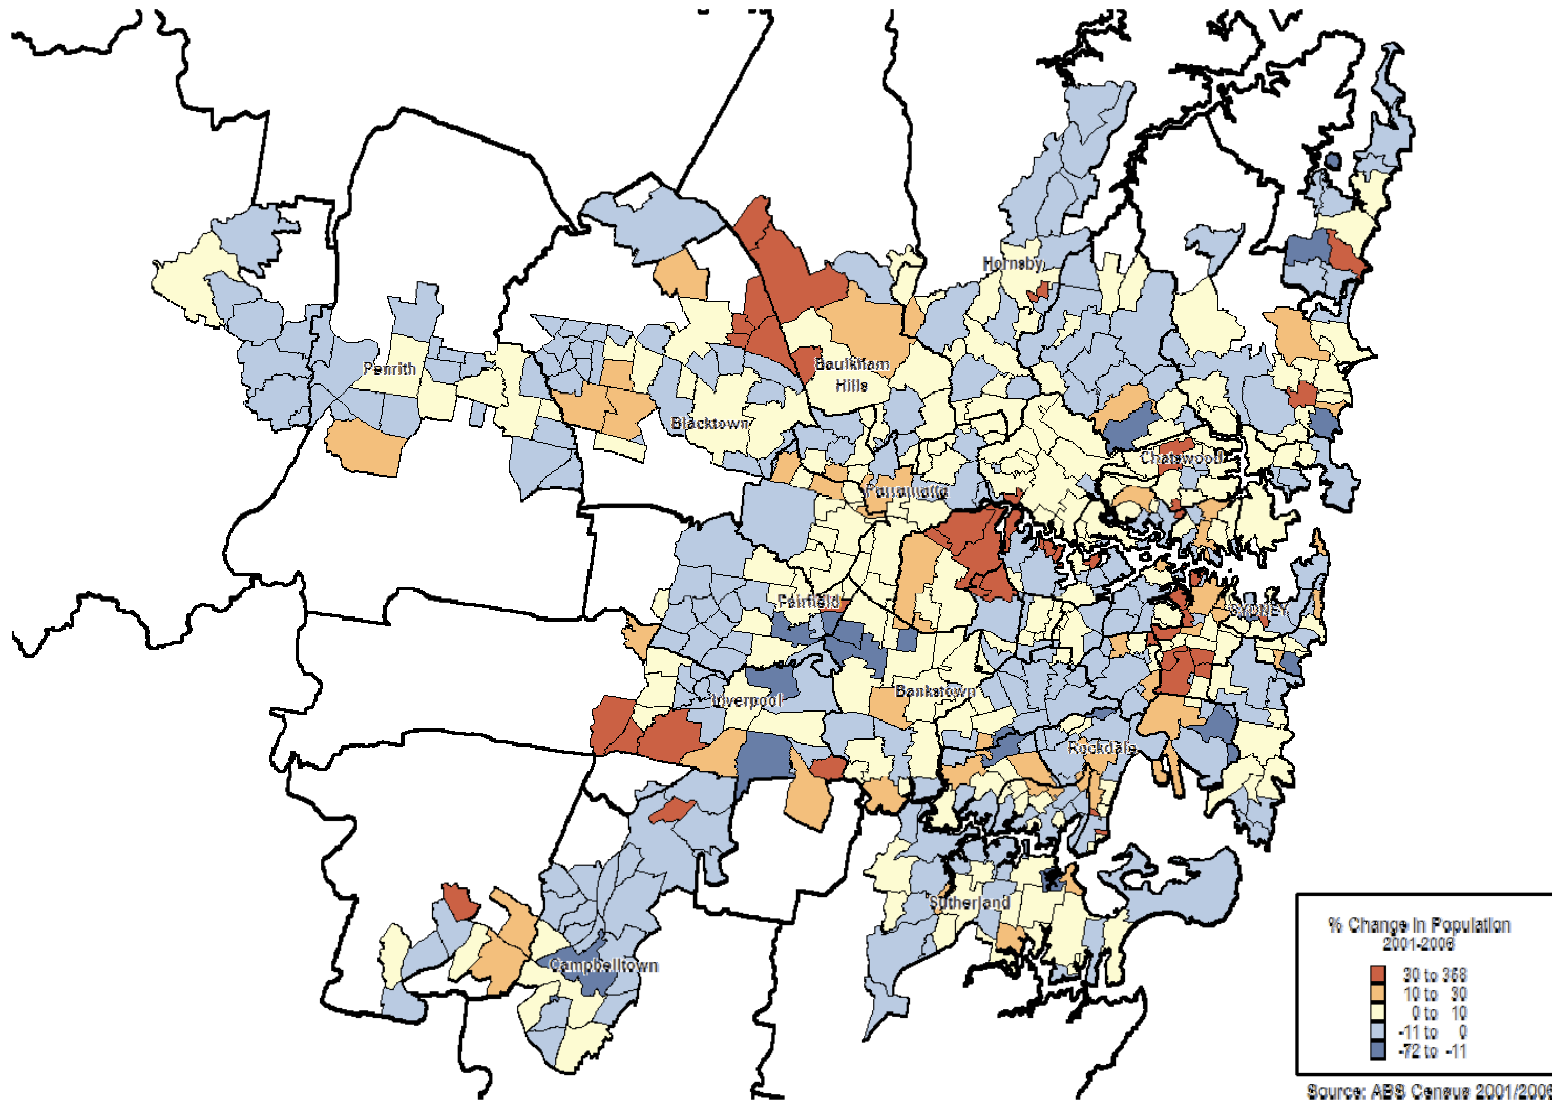 Hornsby
Penrith
Baulkham
Hills
Blacktown
Chatswood
Parramatta
Fairfield
SYDNEY
Liverpool
Bankstown
Rockdale
Sutherland
Campbelltown
% Change in Population
2001-2006
30 to 368
10 to 30
0 to 10
-11 to 0
-72 to -11
Source: ABS Census 2001/2006